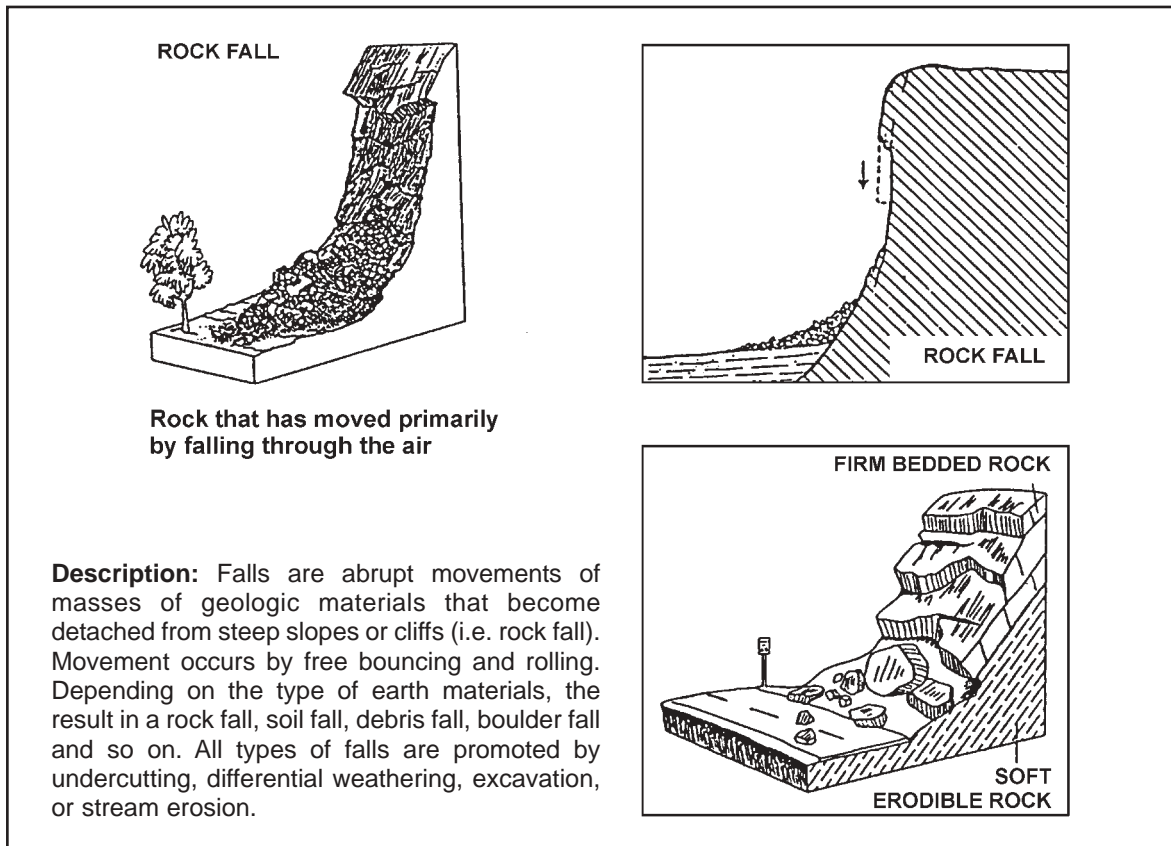 ROCK FALL
Rock that has moved primarily
by falling through the air
ROCK FALL
FIRM BEDDED ROCK
SOFT
ERODIBLE ROCK
Description: Falls are abrupt movements of
masses of geologic materials that become
detached from steep slopes or cliffs (i.e. rock fall).
Movement occurs by free bouncing and rolling.
Depending on the type of earth materials, the
result in a rock fall, soil fall, debris fall, boulder fall
and so on. All types of falls are promoted by
undercutting, differential weathering, excavation,
or stream erosion.